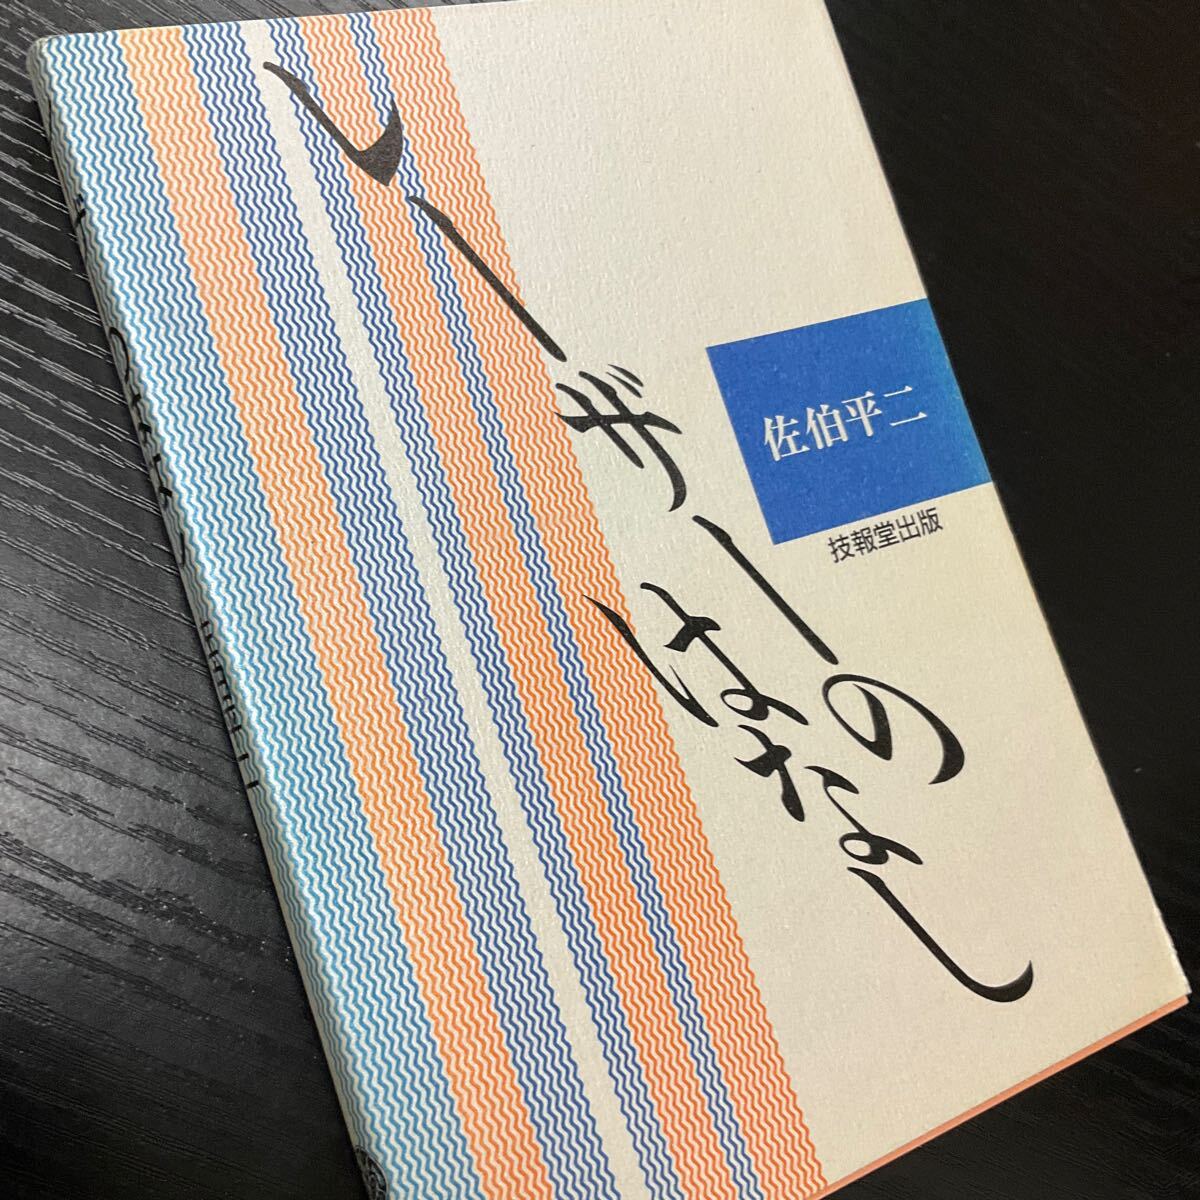 レーザーの
はなし
佐伯平二
技報堂出版